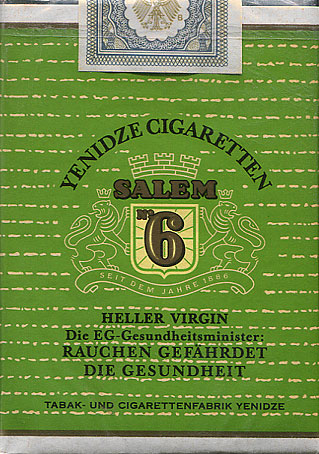 B
YENIDZE CIGARETTEN
SALEM
No
6
SEIT DEM JAHRE 1886
HELLER VIRGIN
Die EG-Gesundheitsminister:
RAUCHEN GEFÄHRDET
DIE GESUNDHEIT
TABAK- UND CIGARETTENFABRIK YENIDZE